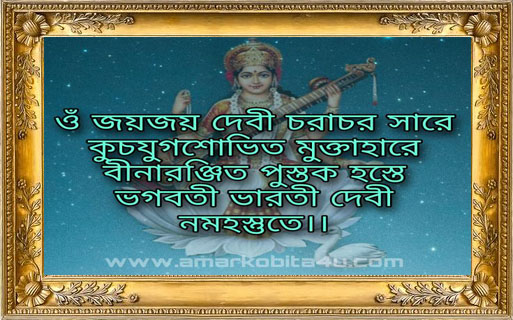 ওঁ জয়জয় দেবী চরাচর সারে
কুচযুগশোভিত মুক্তাহারে
বীনারঞ্জিত পুস্তক হস্তে
ভগবতী ভারতী দেবী
নমহস্তুতে।।
www.amarkobita4u.com